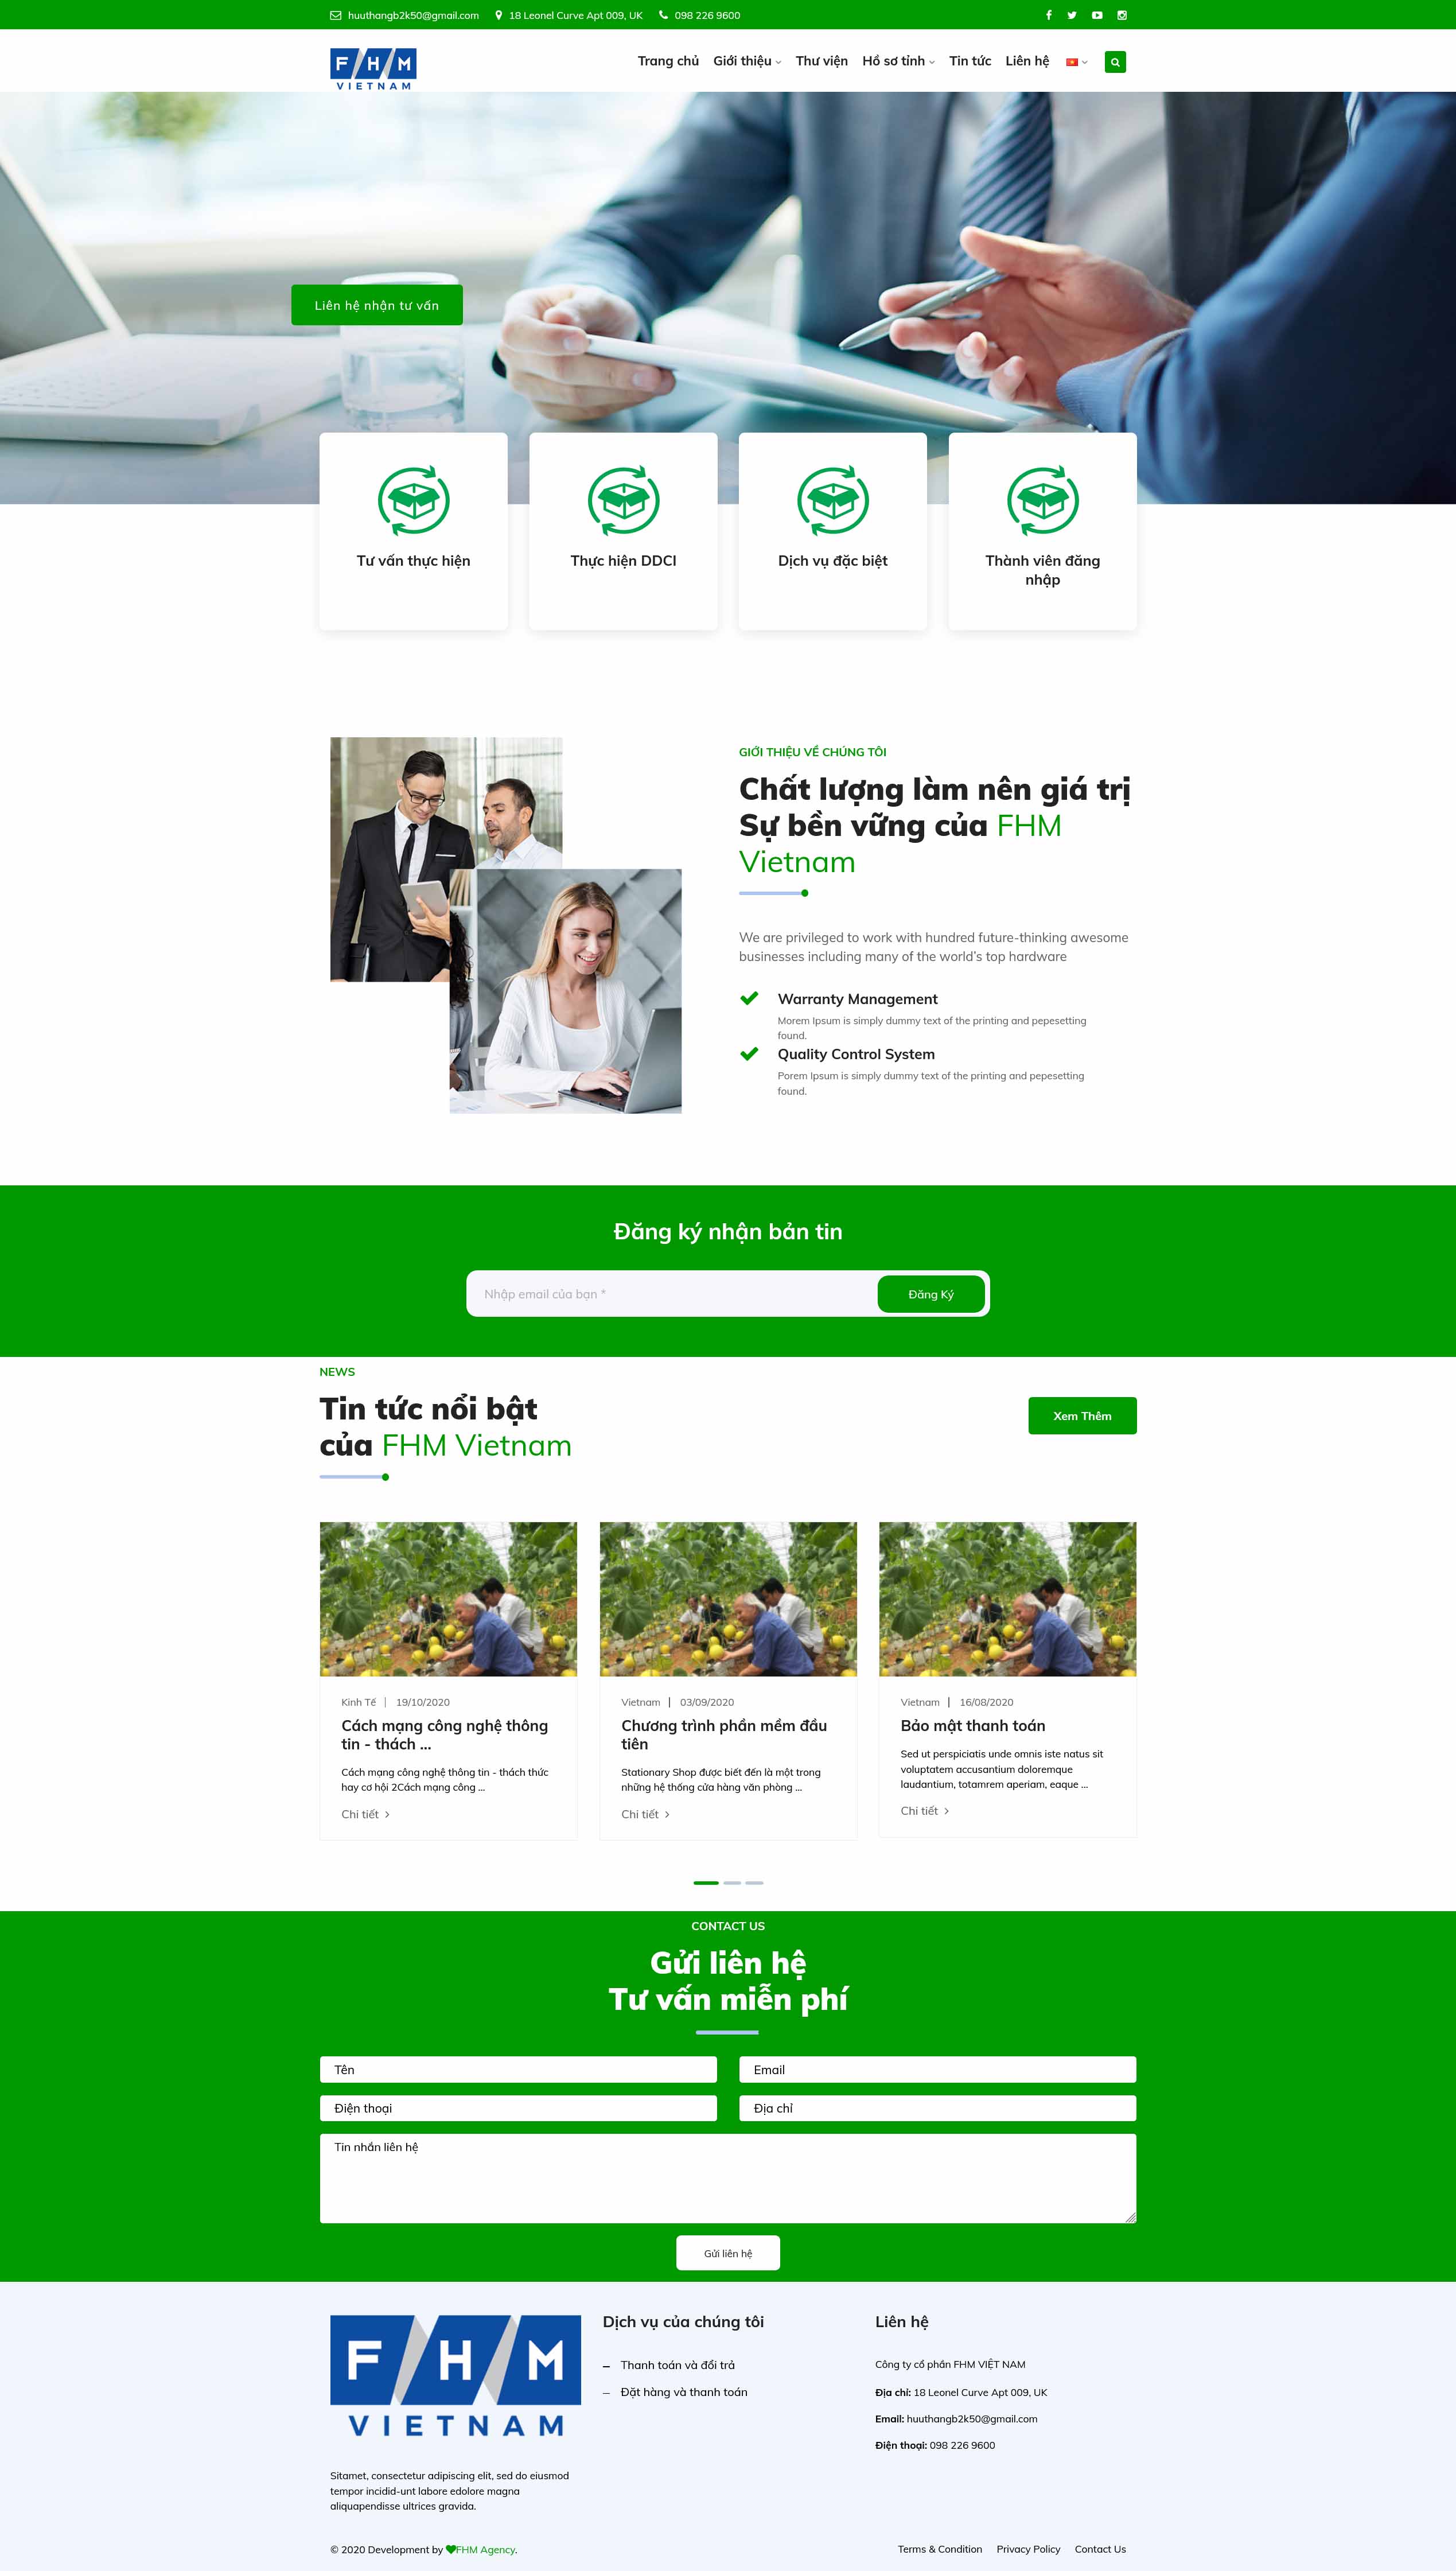 huuthangb2k50@gmail.com 18 Leonel Curve Apt 009, UK 098 226 9600
FHM
VIETNAM
Trang chủ Giới thiệu Thư viện Hồ sơ tỉnh Tin tức Liên hệ
Liên hệ nhận tư vấn
Tư vấn thực hiện
Thực hiện DDCI
Dịch vụ đặc biệt
Thành viên đăng
nhập
GIỚI THIỆU VỀ CHÚNG TÔI
Chất lượng làm nên giá trị
Sự bền vững của FHM
Vietnam
We are privileged to work with hundred future-thinking awesome
businesses including many of the world's top hardware
Warranty Management
Morem Ipsum is simply dummy text of the printing and pepesetting
found.
Quality Control System
Porem Ipsum is simply dummy text of the printing and pepesetting
found.
Đăng ký nhận bản tin
Nhập email của bạn *
Đăng Ký
NEWS
Tin tức nổi bật
của FHM Vietnam
Xem Thêm
Kinh Tế | 19/10/2020
Cách mạng công nghệ thông
tin - thách ...
Cách mạng công nghệ thông tin - thách thức
hay cơ hội 2Cách mạng công ...
Chi tiết
Vietnam | 03/09/2020
Chương trình phần mềm đầu
tiên
Stationary Shop được biết đến là một trong
những hệ thống cửa hàng văn phòng ...
Chi tiết
Vietnam | 16/08/2020
Bảo mật thanh toán
Sed ut perspiciatis unde omnis iste natus sit
voluptatem accusantium doloremque
laudantium, totamrem aperiam, eaque ...
Chi tiết
CONTACT US
Gửi liên hệ
Tư vấn miễn phí
Tên
Email
Điện thoại
Địa chỉ
Tin nhắn liên hệ
Gửi liên hệ
FHM
VIETNAM
Sitamet, consectetur adipiscing elit, sed do eiusmod
tempor incidid-unt labore edolore magna
aliquapendisse ultrices gravida.
Dịch vụ của chúng tôi
Thanh toán và đổi trả
Đặt hàng và thanh toán
Liên hệ
Công ty cổ phần FHM VIỆT NAM
Địa chỉ: 18 Leonel Curve Apt 009, UK
Email: huuthangb2k50@gmail.com
Điện thoại: 098 226 9600
© 2020 Development by FHM Agency.
Terms & Condition Privacy Policy Contact Us